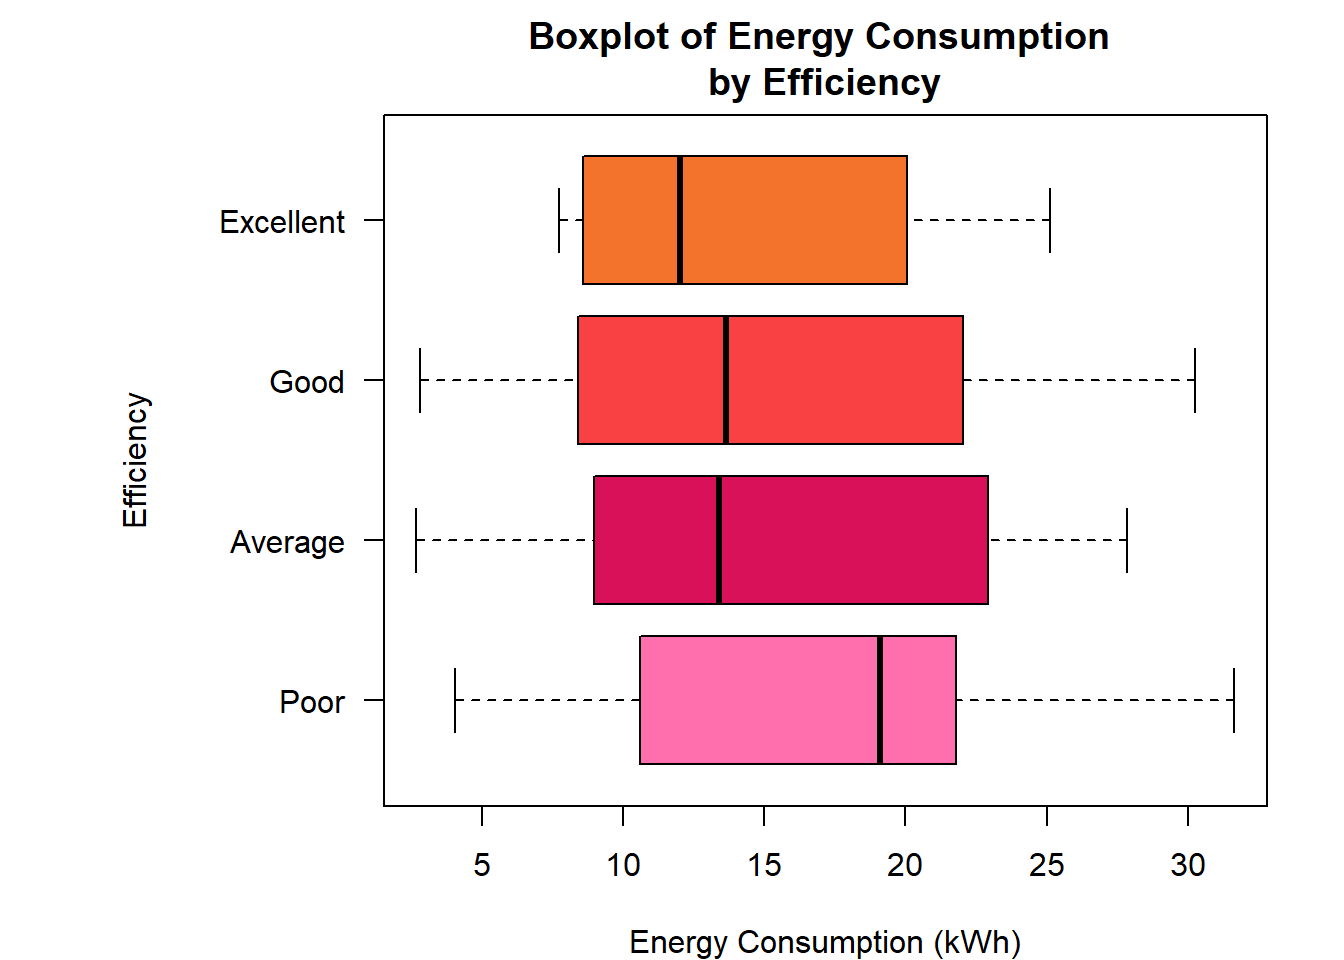 Boxplot of Energy Consumption
by Efficiency
Excellent
Good
Average
Poor
Efficiency
5 10 15 20 25 30
Energy Consumption (kWh)